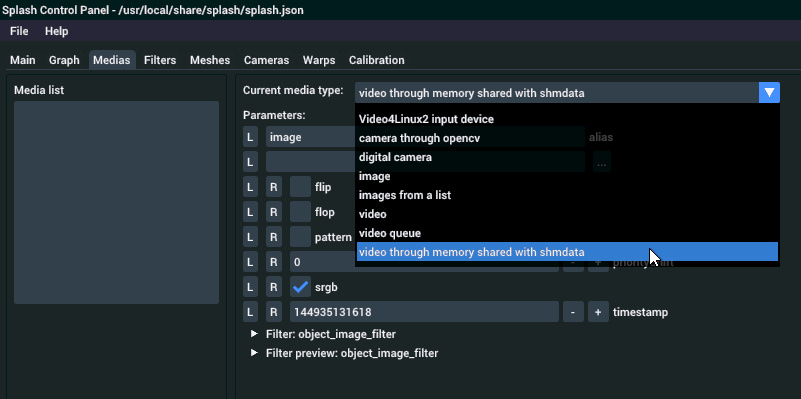 Splash Control Panel - /usr/local/share/splash/splash.json
File Help
Main Graph Medias Filters Meshes Cameras Warps Calibration
Media list
Current media type: video through memory shared with shmdata
Parameters:
Video4Linux2 input device
L image camera through opencv alias
L digital camera ...
image
L R flip images from a list
L R flop video
L R pattern video queue
video through memory shared with shmdata
L R 0 - + priority
L R srgb
L R 144935131618 - + timestamp
Filter: object_image_filter
Filter preview: object_image_filter